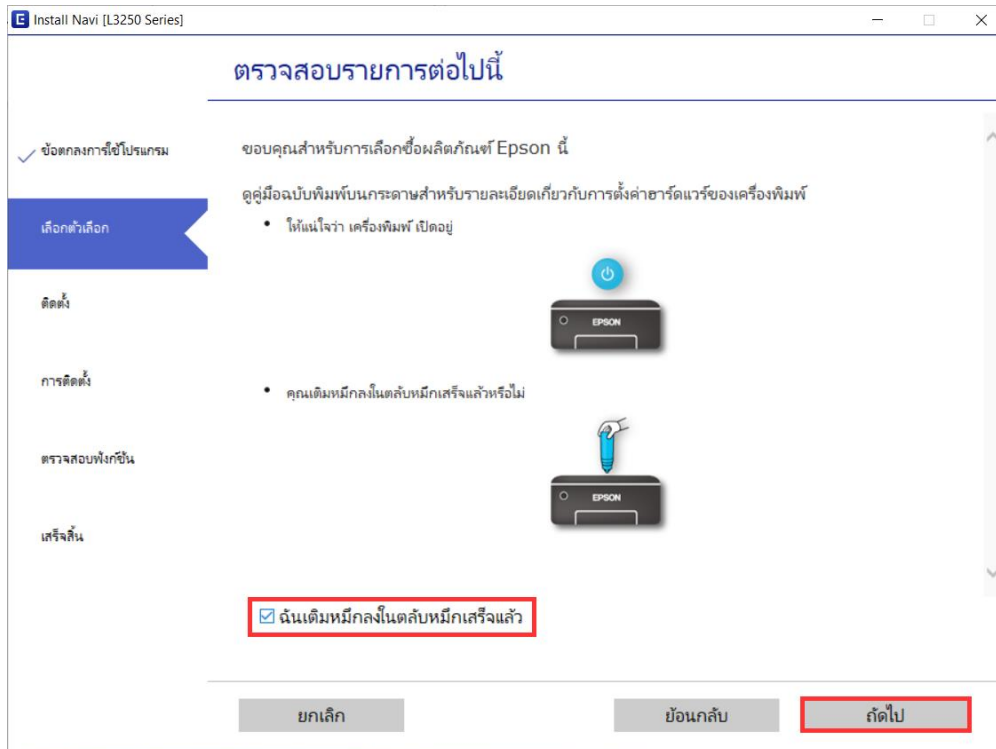 Install Navi [L3250 Series]
ตรวจสอบรายการต่อไปนี้
ข้อตกลงการใช้โปรแกรม
เลือกตัวเลือก
ติดตั้ง
การติดตั้ง
ตรวจสอบฟังก์ชัน
เสร็จสิ้น
ขอบคุณสำหรับการเลือกซื้อผลิตภัณฑ์ Epson นี้
ดูคู่มือฉบับพิมพ์บนกระดาษสำหรับรายละเอียดเกี่ยวกับการตั้งค่าฮาร์ดแวร์ของเครื่องพิมพ์
• ให้แน่ใจว่า เครื่องพิมพ์ เปิดอยู่
EPSON
• คุณเติมหมึกลงในตลับหมึกเสร็จแล้วหรือไม่
EPSON
ฉันเติมหมึกลงในตลับหมึกเสร็จแล้ว
ยกเลิก
ย้อนกลับ
ถัดไป